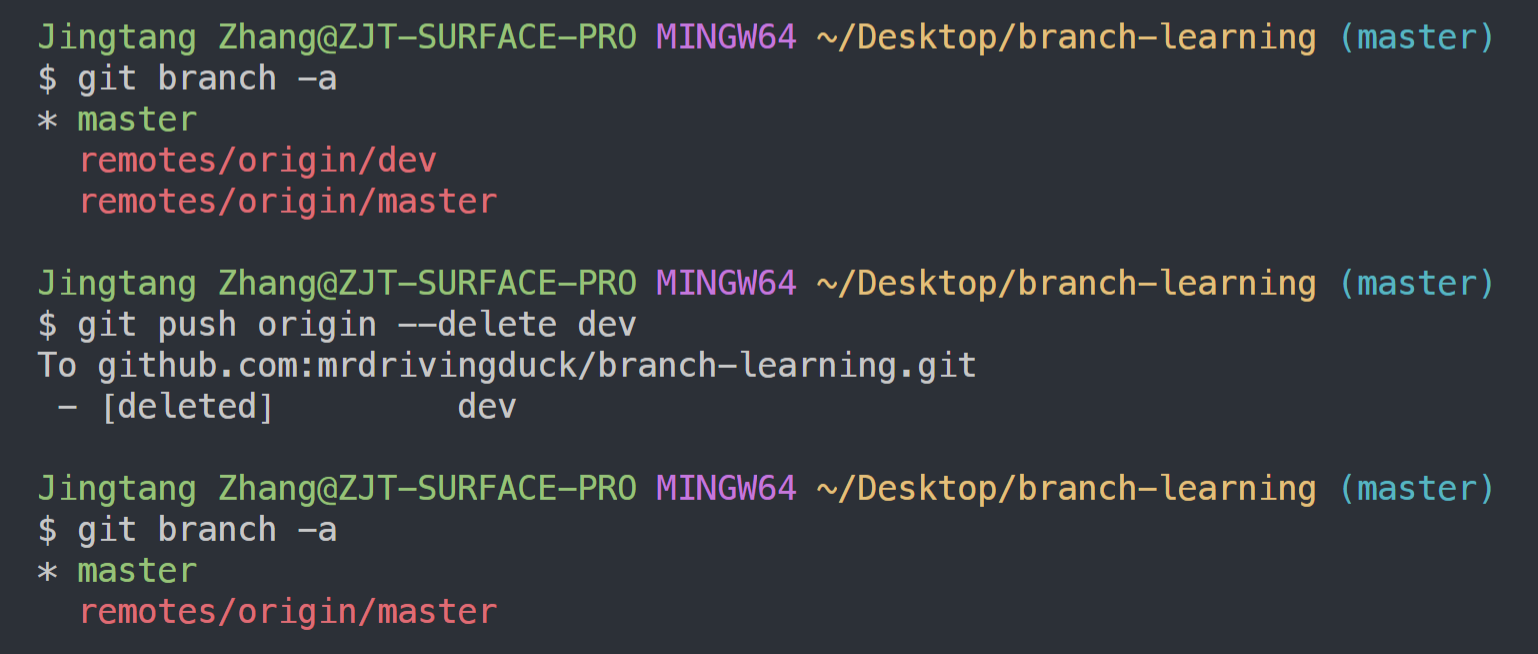 Jingtang Zhang@ZJT-SURFACE-PRO MINGW64 ~/Desktop/branch-learning (master)
$ git branch -a
* master
  remotes/origin/dev
  remotes/origin/master

Jingtang Zhang@ZJT-SURFACE-PRO MINGW64 ~/Desktop/branch-learning (master)
$ git push origin --delete dev
To github.com:mrdrivingduck/branch-learning.git
 - [deleted]         dev

Jingtang Zhang@ZJT-SURFACE-PRO MINGW64 ~/Desktop/branch-learning (master)
$ git branch -a
* master
  remotes/origin/master